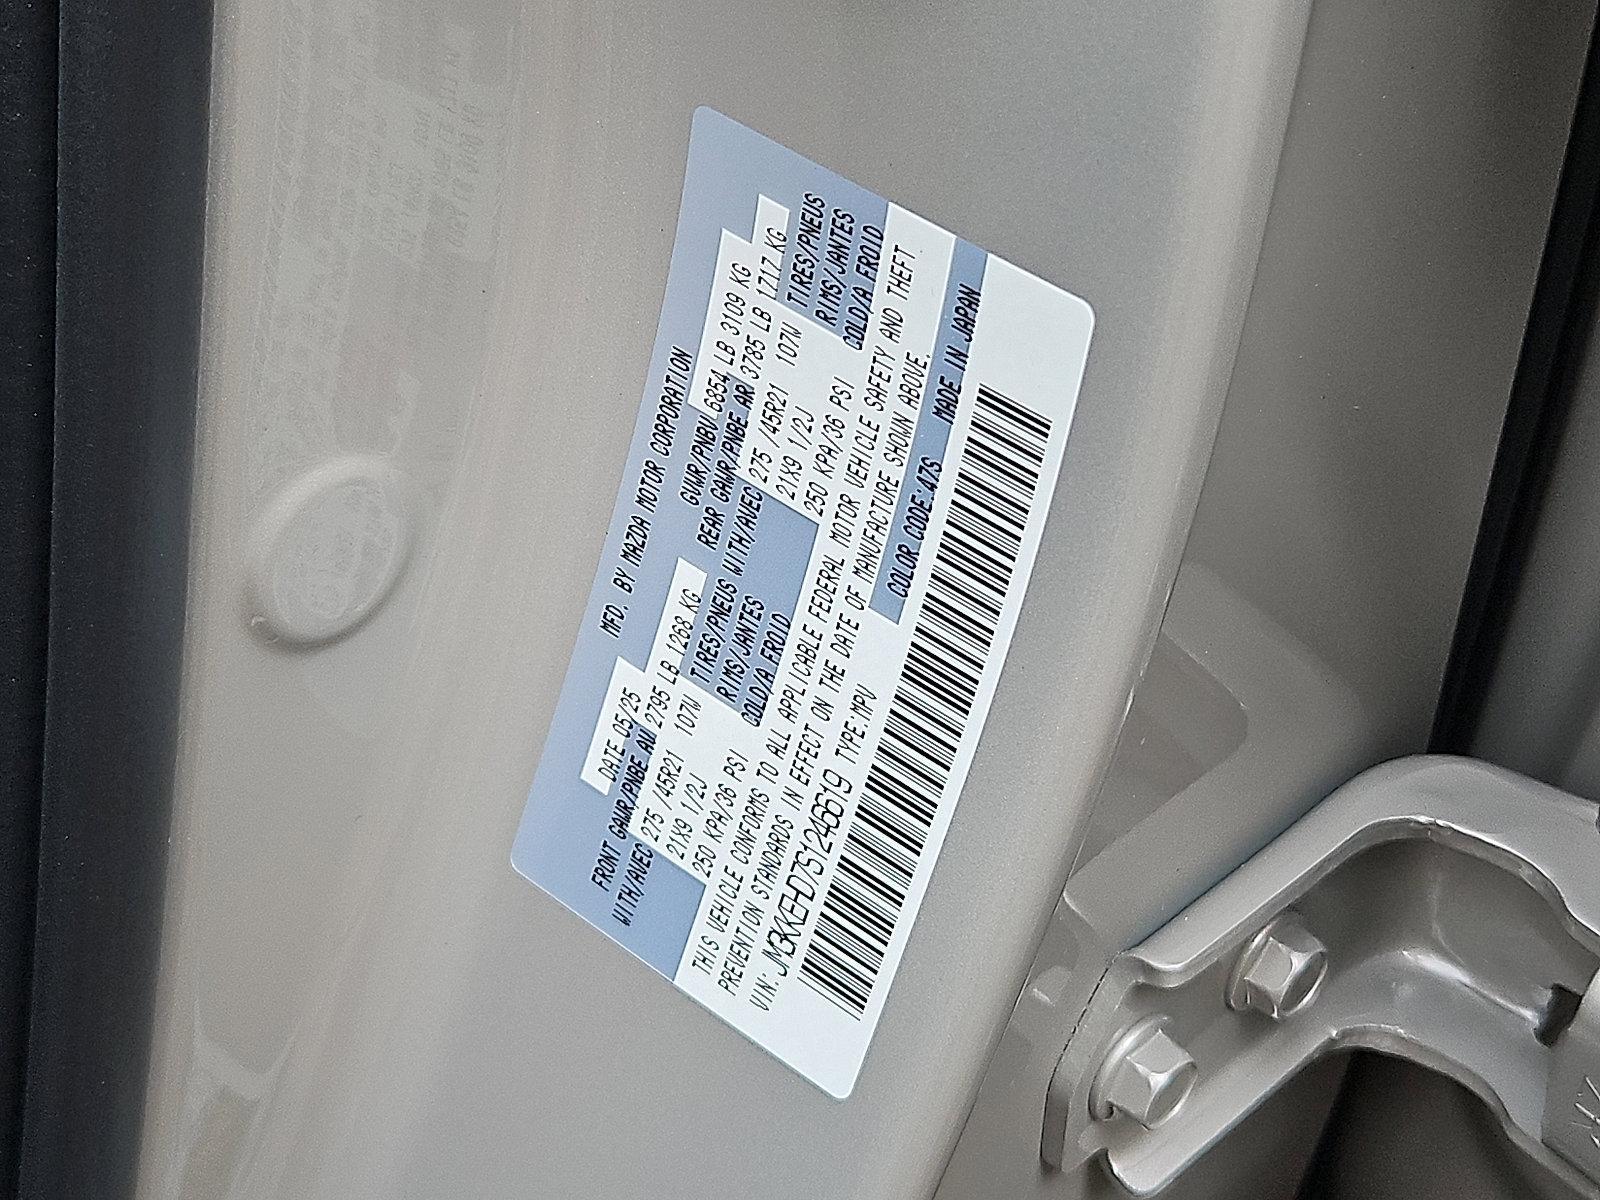 MFD. BY MAZDA MOTOR CORPORATION
DATE 05/25 GVWR/PNBV 6854 LB 3109 KG
FRONT GAWR/PNBE AV 2795 LB 1268 KG REAR GAWR/PNBE AR 3785 LB 1717 KG
WITH/AVEC 275 /45R21 107W TIRES/PNEUS WITH/AVEC 275 /45R21 107W TIRES/PNEUS
21X9 1/2J RIMS/JANTES 21X9 1/2J RIMS/JANTES
250 KPA/36 PSI COLD/A FROID 250 KPA/36 PSI COLD/A FROID
THIS VEHICLE CONFORMS TO ALL APPLICABLE FEDERAL MOTOR VEHICLE SAFETY AND THEFT
PREVENTION STANDARDS IN EFFECT ON THE DATE OF MANUFACTURE SHOWN ABOVE.
VIN: JM3KKEHD7S1246619 TYPE:MPV COLOR CODE:47S MADE IN JAPAN